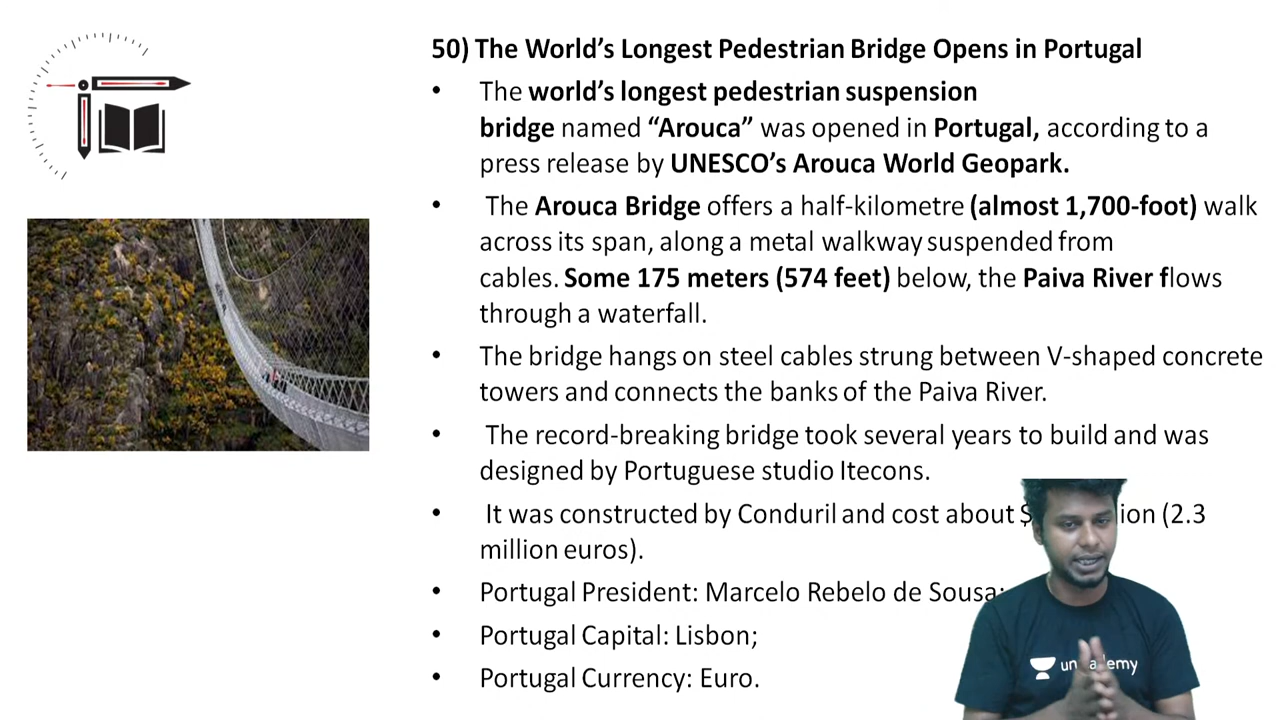 50) The World’s Longest Pedestrian Bridge Opens in Portugal
• The world’s longest pedestrian suspension
bridge named “Arouca” was opened in Portugal, according to a
press release by UNESCO’s Arouca World Geopark.
• The Arouca Bridge offers a half-kilometre (almost 1,700-foot) walk
across its span, along a metal walkway suspended from
cables. Some 175 meters (574 feet) below, the Paiva River flows
through a waterfall.
• The bridge hangs on steel cables strung between V-shaped concrete
towers and connects the banks of the Paiva River.
• The record-breaking bridge took several years to build and was
designed by Portuguese studio Itecons.
• It was constructed by Conduril and cost about (2.3
million euros).
• Portugal President: Marcelo Rebelo de Sousa;
• Portugal Capital: Lisbon;
• Portugal Currency: Euro.